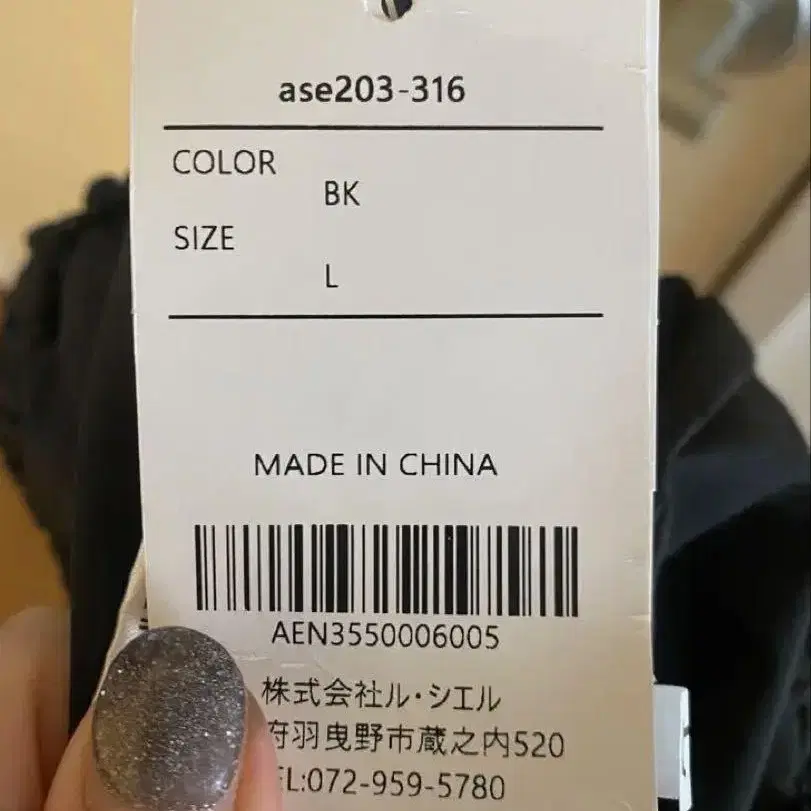 ase203-316
COLOR
BK
SIZE
L
MADE IN CHINA
AEN3550006005
株式会社ル・シエル
府羽曳野市蔵之内520
EL:072-959-5780